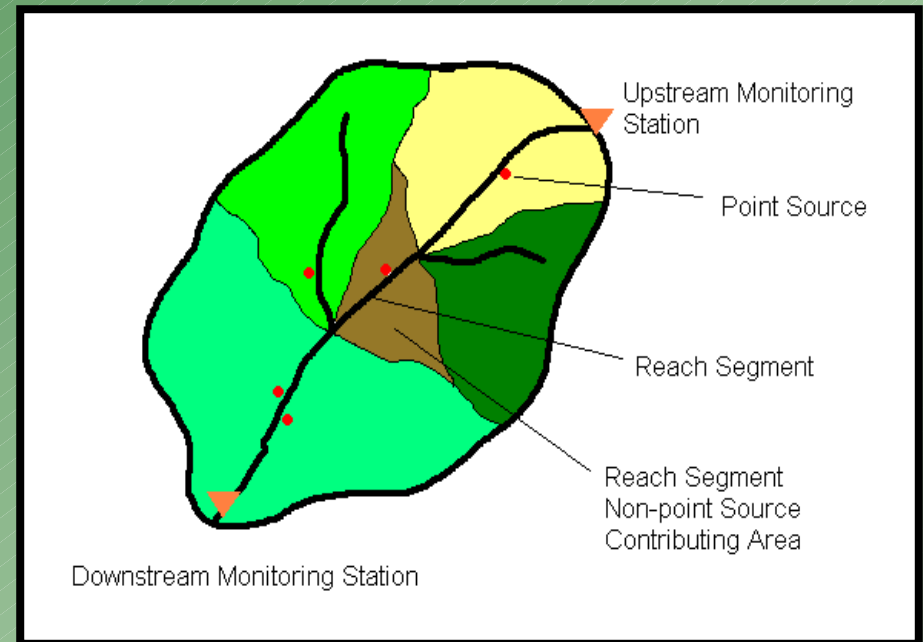 Upstream Monitoring
Station
Point Source
Reach Segment
Reach Segment
Non-point Source
Contributing Area
Downstream Monitoring Station